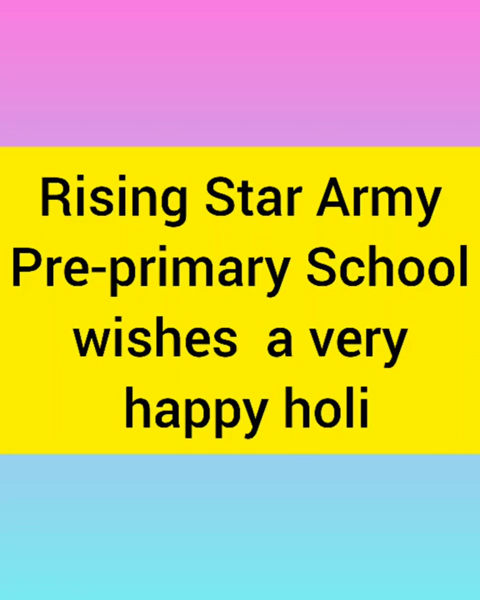 Rising Star Army
Pre-primary School
wishes  a very
happy holi